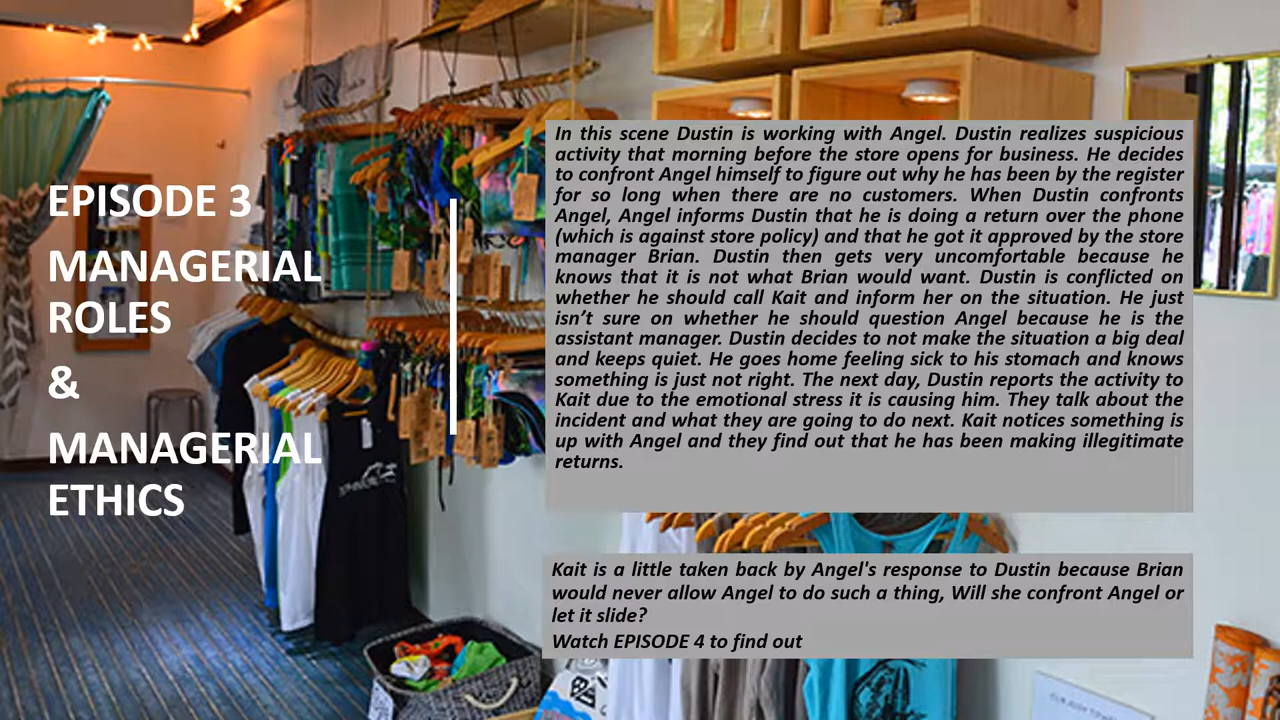 EPISODE 3
MANAGERIAL
ROLES
&
MANAGERIAL
ETHICS
In this scene Dustin is working with Angel. Dustin realizes suspicious
activity that morning before the store opens for business. He decides
to confront Angel himself to figure out why he has been by the register
for so long when there are no customers. When Dustin confronts
Angel, Angel informs Dustin that he is doing a return over the phone
(which is against store policy) and that he got it approved by the store
manager Brian. Dustin then gets very uncomfortable because he
knows that it is not what Brian would want. Dustin is conflicted on
whether he should call Kait and inform her on the situation. He just
isn’t sure on whether he should question Angel because he is the
assistant manager. Dustin decides to not make the situation a big deal
and keeps quiet. He goes home feeling sick to his stomach and knows
something is just not right. The next day, Dustin reports the activity to
Kait due to the emotional stress it is causing him. They talk about the
incident and what they are going to do next. Kait notices something is
up with Angel and they find out that he has been making illegitimate
returns.
Kait is a little taken back by Angel's response to Dustin because Brian
would never allow Angel to do such a thing, Will she confront Angel or
let it slide?
Watch EPISODE 4 to find out